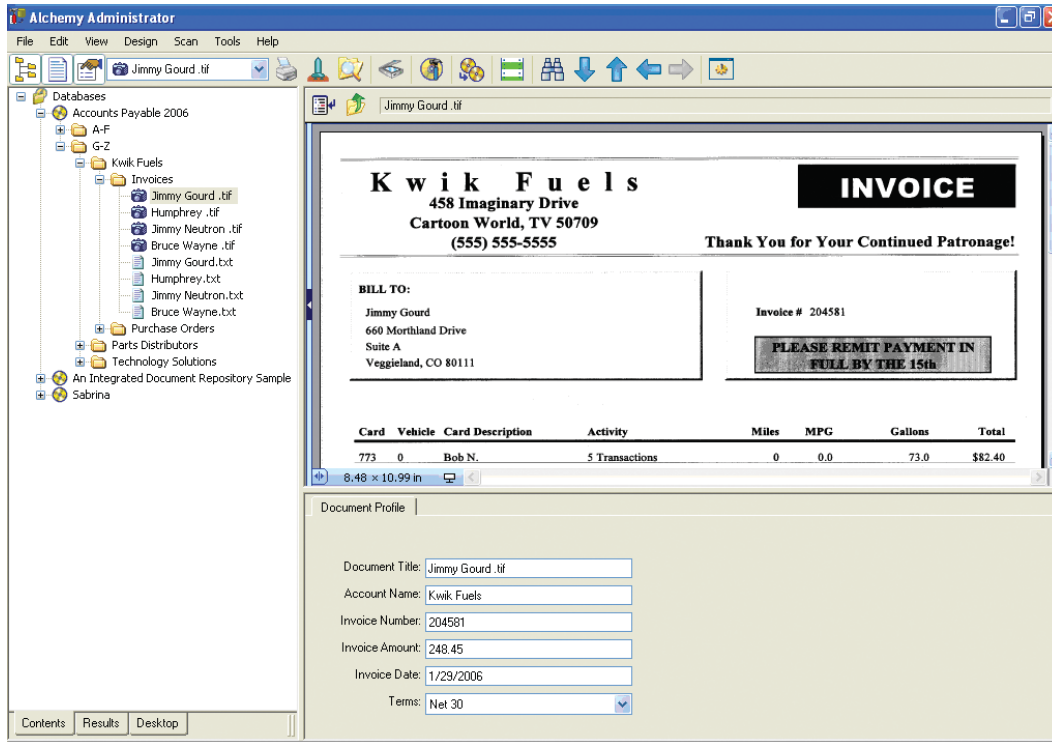 Alchemy Administrator
File Edit View Design Scan Tools Help
Jimmy Gourd .tif
Databases
Accounts Payable 2006
A-F
G-Z
Kwik Fuels
Invoices
Jimmy Gourd .tif
Humphrey .tif
Jimmy Neutron .tif
Bruce Wayne .tif
Jimmy Gourd.txt
Humphrey.txt
Jimmy Neutron.txt
Bruce Wayne.txt
Purchase Orders
Parts Distributors
Technology Solutions
An Integrated Document Repository Sample
Sabrina
Contents Results Desktop
Jimmy Gourd .tif
Kwik Fuels
458 Imaginary Drive
Cartoon World, TV 50709
(555) 555-5555
INVOICE
Thank You for Your Continued Patronage!
BILL TO:
Jimmy Gourd
660 Morthland Drive
Suite A
Veggieland, CO 80111
Invoice # 204581
PLEASE REMIT PAYMENT IN
FULL BY THE 15th
Card Vehicle Card Description Activity Miles MPG Gallons Total
773 0 Bob N. 5 Transactions 0 0.0 73.0 $82.40
8.48 × 10.99 in
Document Profile
Document Title: Jimmy Gourd .tif
Account Name: Kwik Fuels
Invoice Number: 204581
Invoice Amount: 248.45
Invoice Date: 1/29/2006
Terms: Net 30